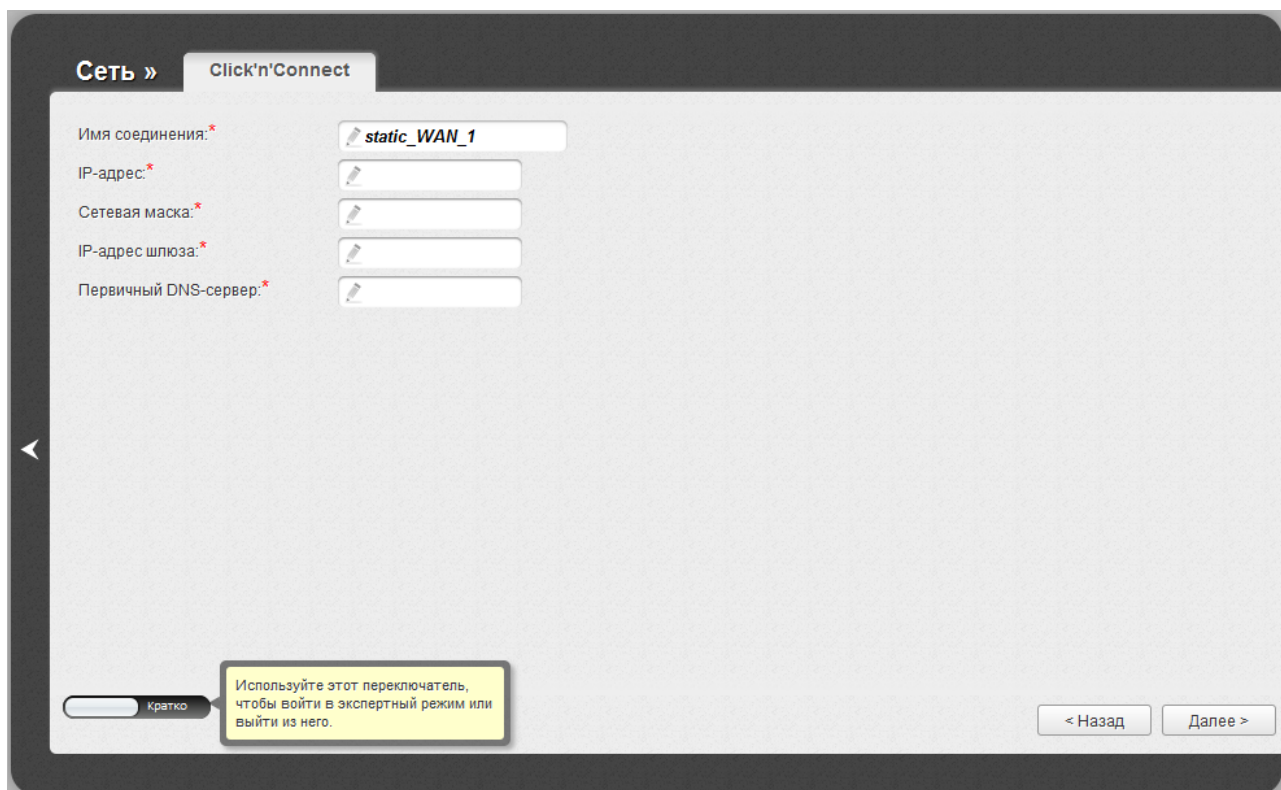 Сеть »
Click'n'Connect
Имя соединения:*
static_WAN_1
IP-адрес:*
Сетевая маска:*
IP-адрес шлюза:*
Первичный DNS-сервер:*
Кратко
Используйте этот переключатель,
чтобы войти в экспертный режим или
выйти из него.
< Назад
Далее >